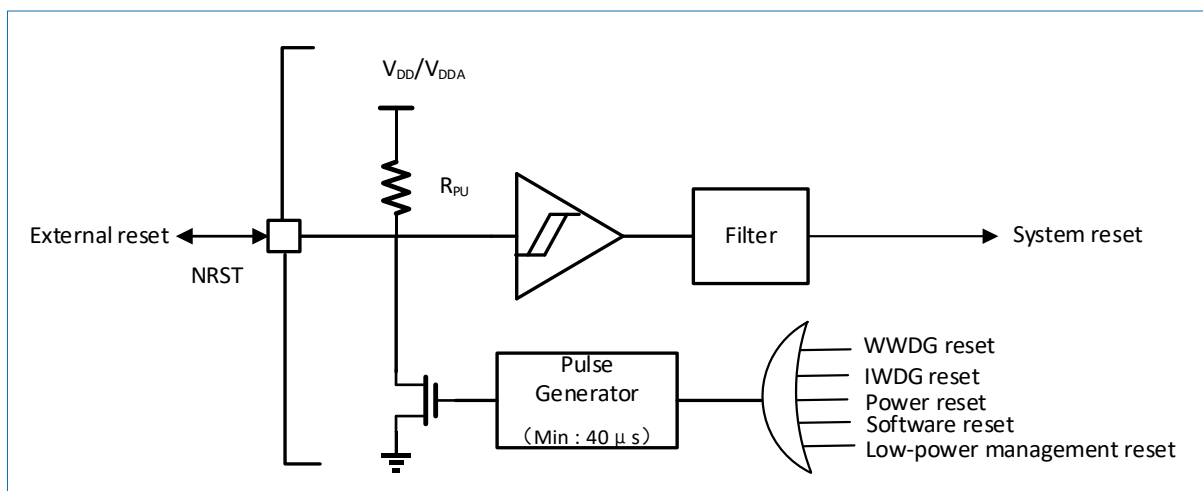 VDD/VDDA
RPU
External reset
NRST
Filter
System reset
Pulse
Generator
（Min : 40 μ s）
WWDG reset
IWDG reset
Power reset
Software reset
Low-power management reset